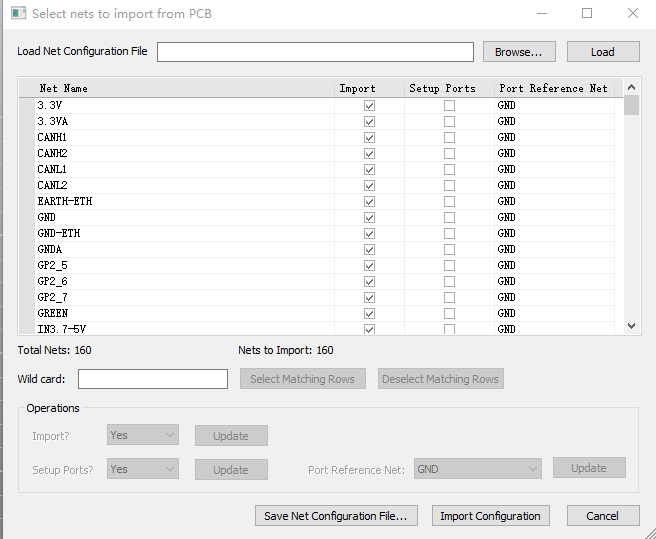 Select nets to import from PCB
Load Net Configuration File Browse... Load
Net Name Import Setup Ports Port Reference Net
3.3V GND
3.3VA GND
CANH1 GND
CANH2 GND
CANL1 GND
CANL2 GND
EARTH-ETH GND
GND GND
GND-ETH GND
GNDA GND
GP2_5 GND
GP2_6 GND
GP2_7 GND
GREEN GND
IN3.7-5V GND
Total Nets: 160 Nets to Import: 160
Wild card: Select Matching Rows Deselect Matching Rows
Operations
Import? Yes Update
Setup Ports? Yes Update Port Reference Net: GND Update
Save Net Configuration File... Import Configuration Cancel